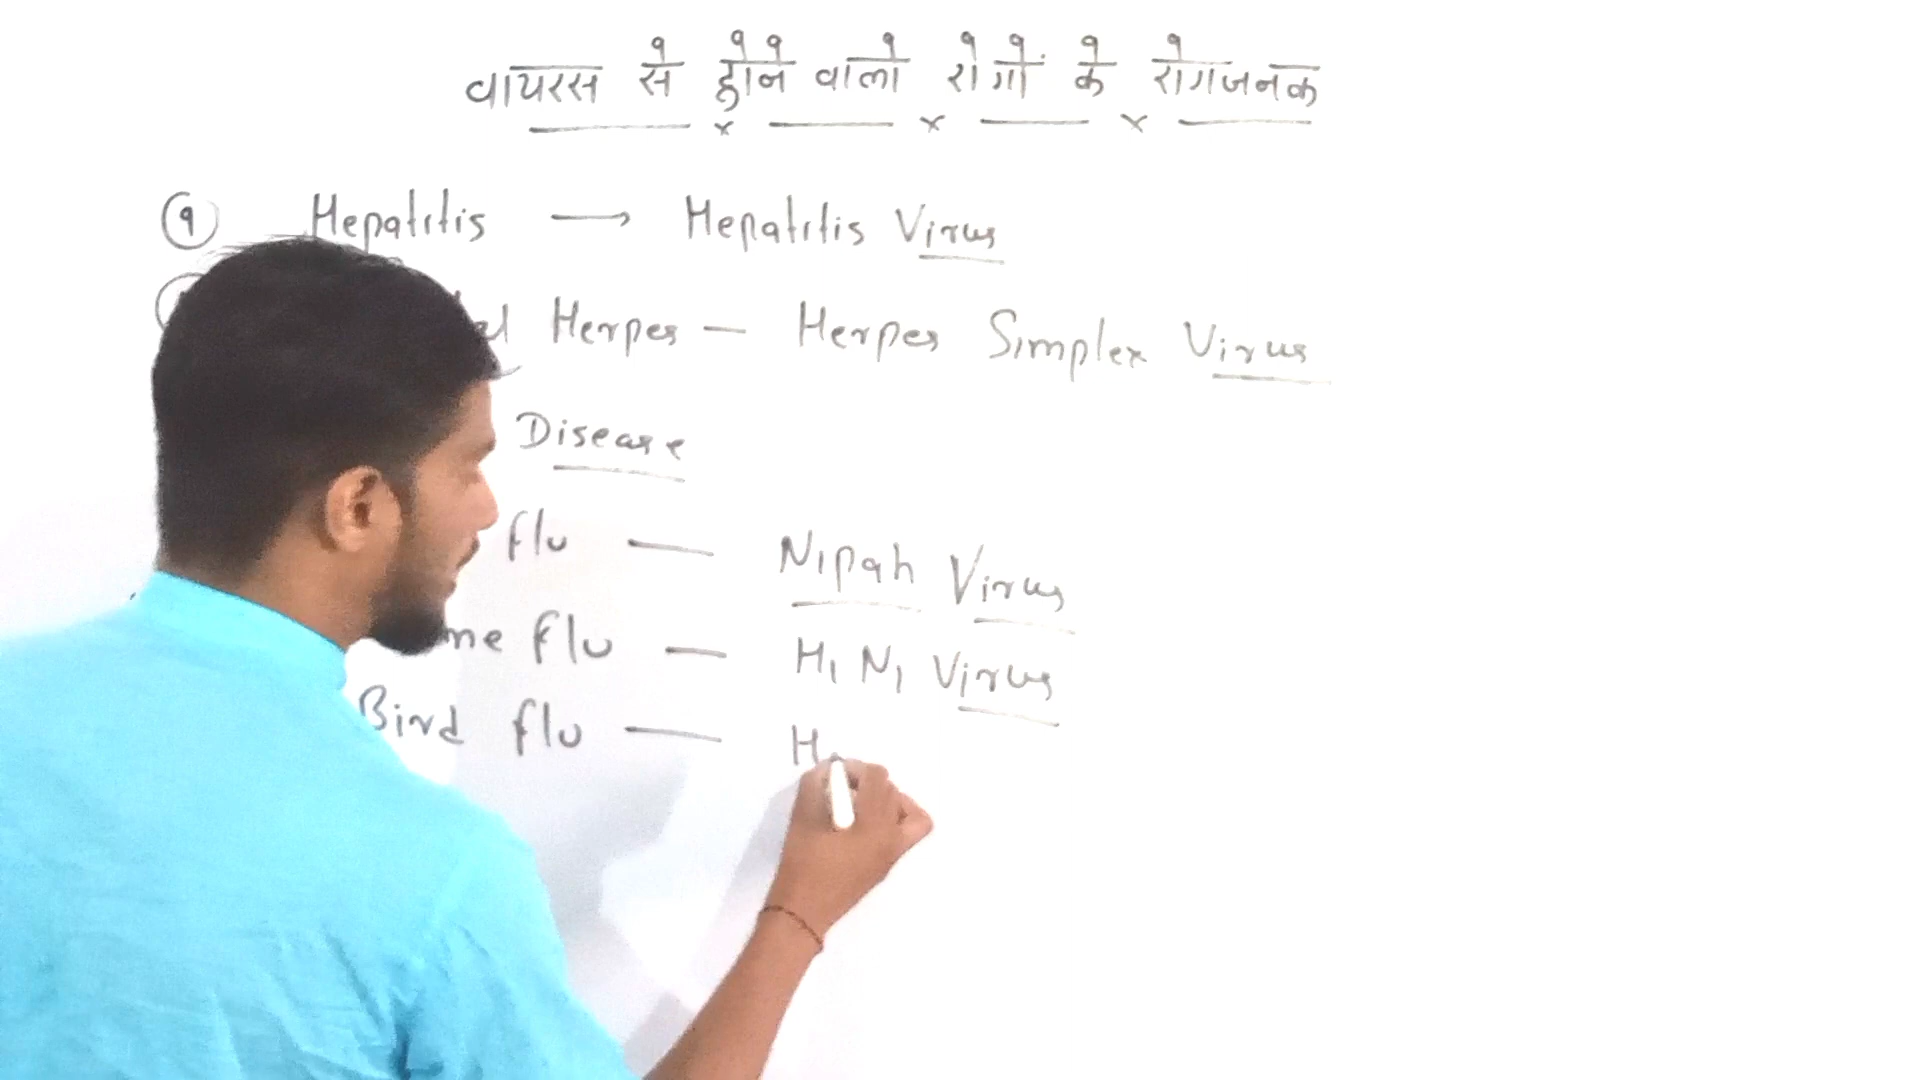 वायरस से होने वाले रोगों के रोगजनक
१ Hepatitis → Hepatitis Virus
Herpes — Herpes Simplex Virus
Disease
flu — Nipah Virus
flu — H1 N1 Virus
Bird flu — H